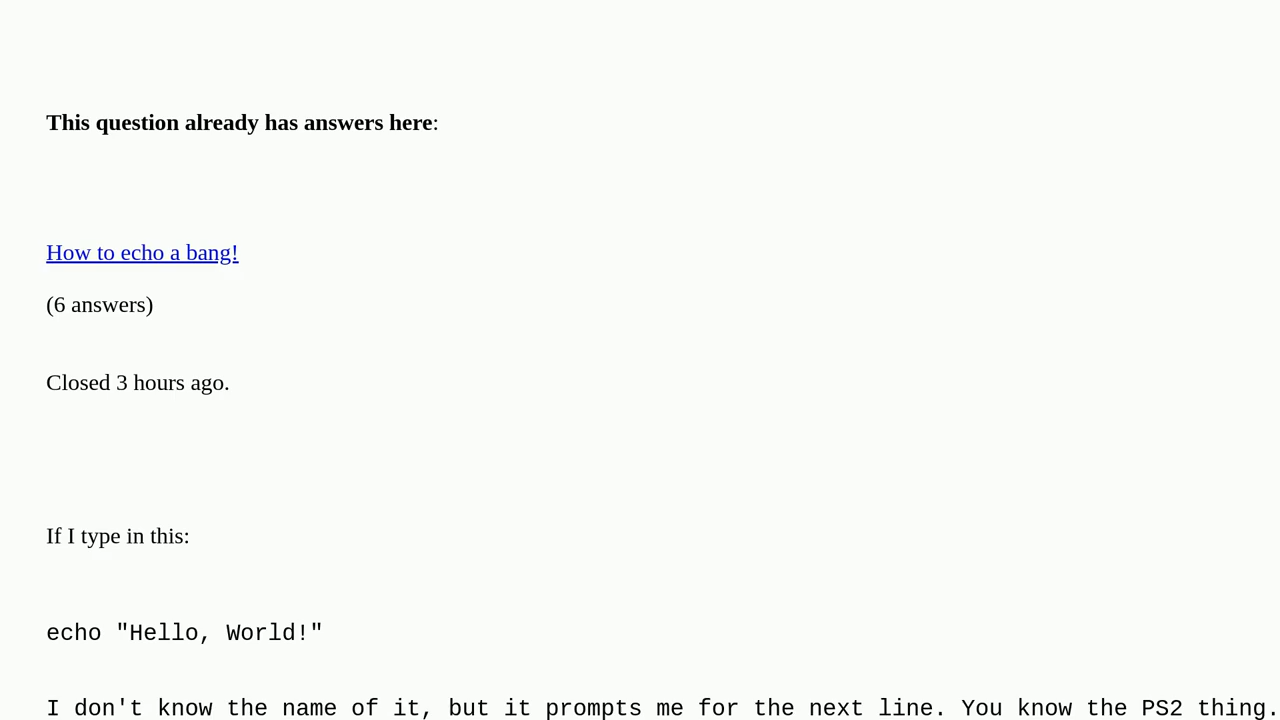 This question already has answers here:
How to echo a bang!
(6 answers)
Closed 3 hours ago.
If I type in this:
echo "Hello, World!"
I don't know the name of it, but it prompts me for the next line. You know the PS2 thing.